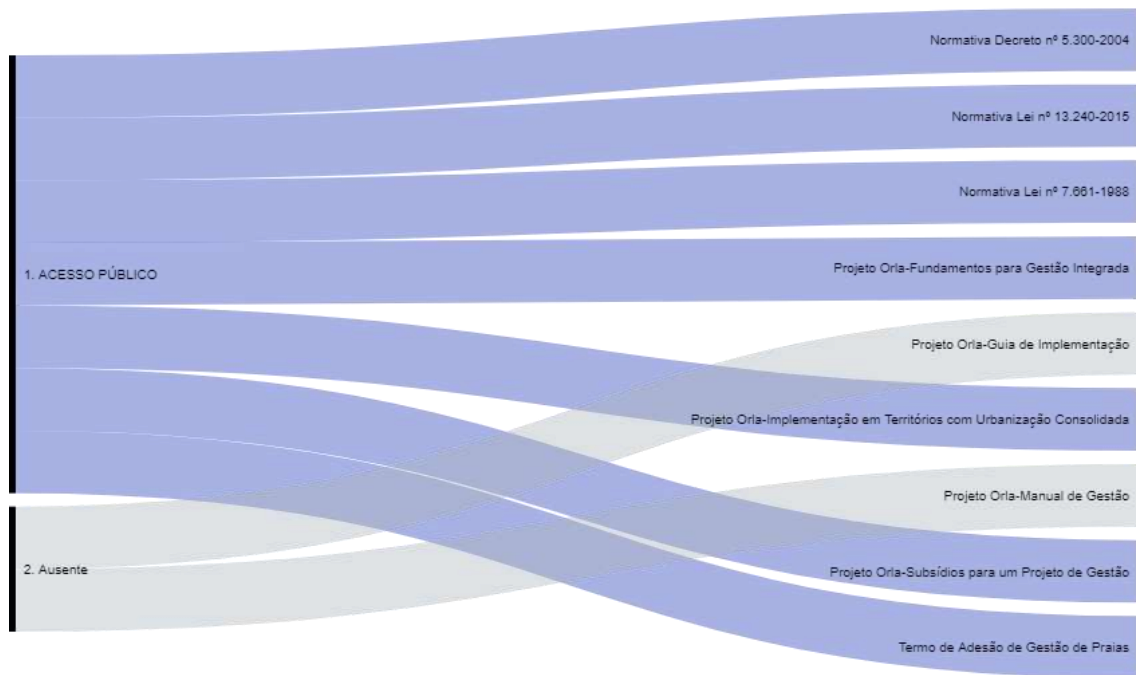 Normativa Decreto nº 5.300-2004
Normativa Lei nº 13.240-2015
Normativa Lei nº 7.661-1988
Projeto Orla-Fundamentos para Gestão Integrada
1. ACESSO PÚBLICO
Projeto Orla-Guia de Implementação
Projeto Orla-Implementação em Territórios com Urbanização Consolidada
Projeto Orla-Manual de Gestão
2. Ausente
Projeto Orla-Subsídios para um Projeto de Gestão
Termo de Adesão de Gestão de Praias